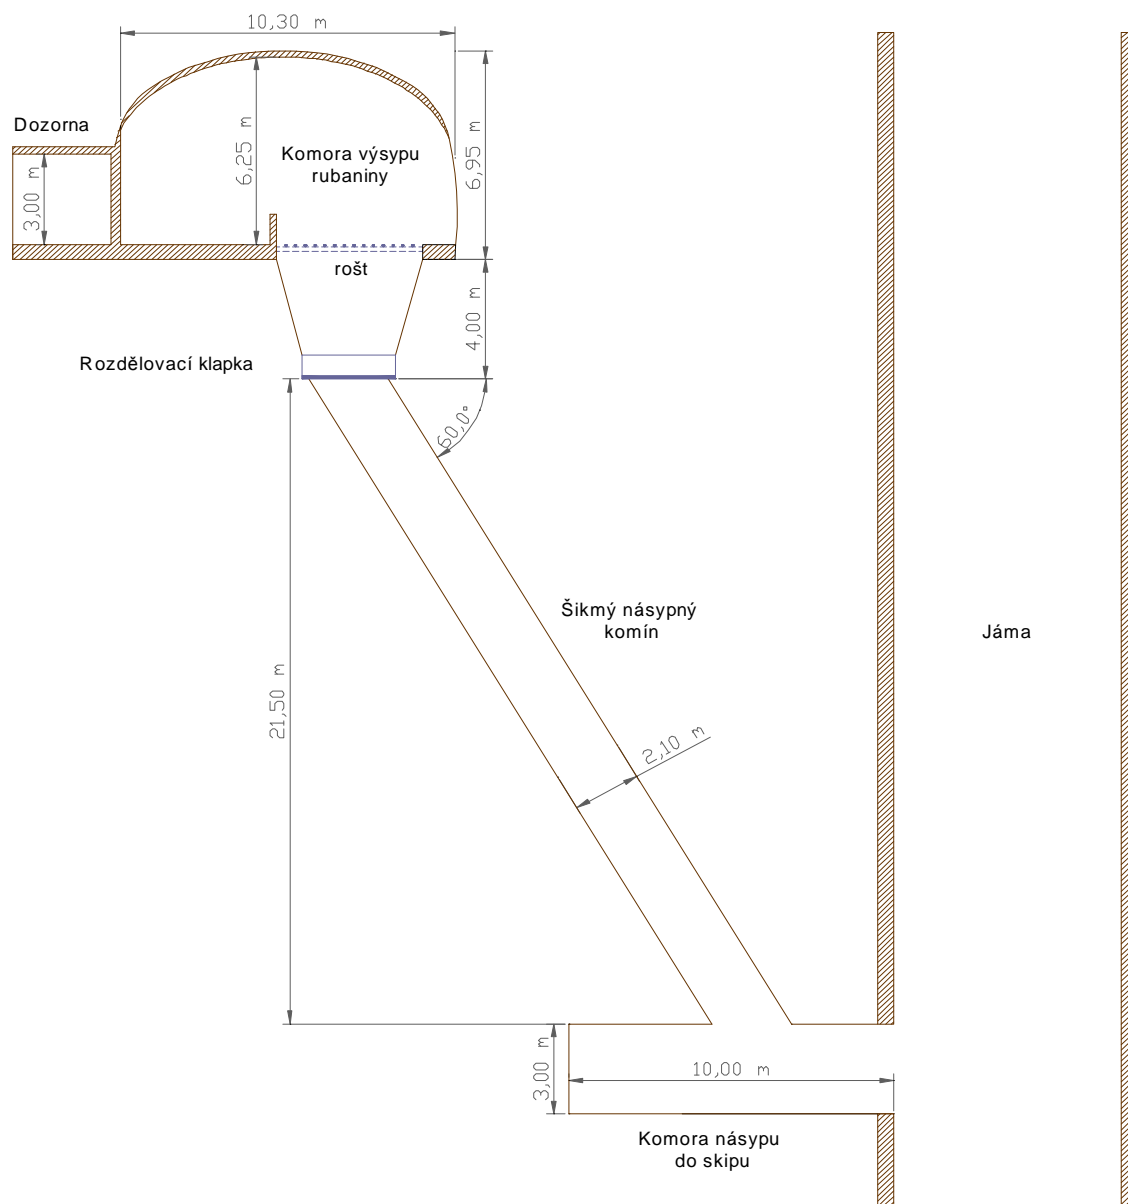 10,30 m
Dozorna
6,25 m
Komora výsypu
rubaniny
6,95 m
3,00 m
rošt
4,00 m
Rozdělovací klapka
60,0°
Šikmý násypný
komín
Jáma
21,50 m
2,10 m
3,00 m
10,00 m
Komora násypu
do skipu